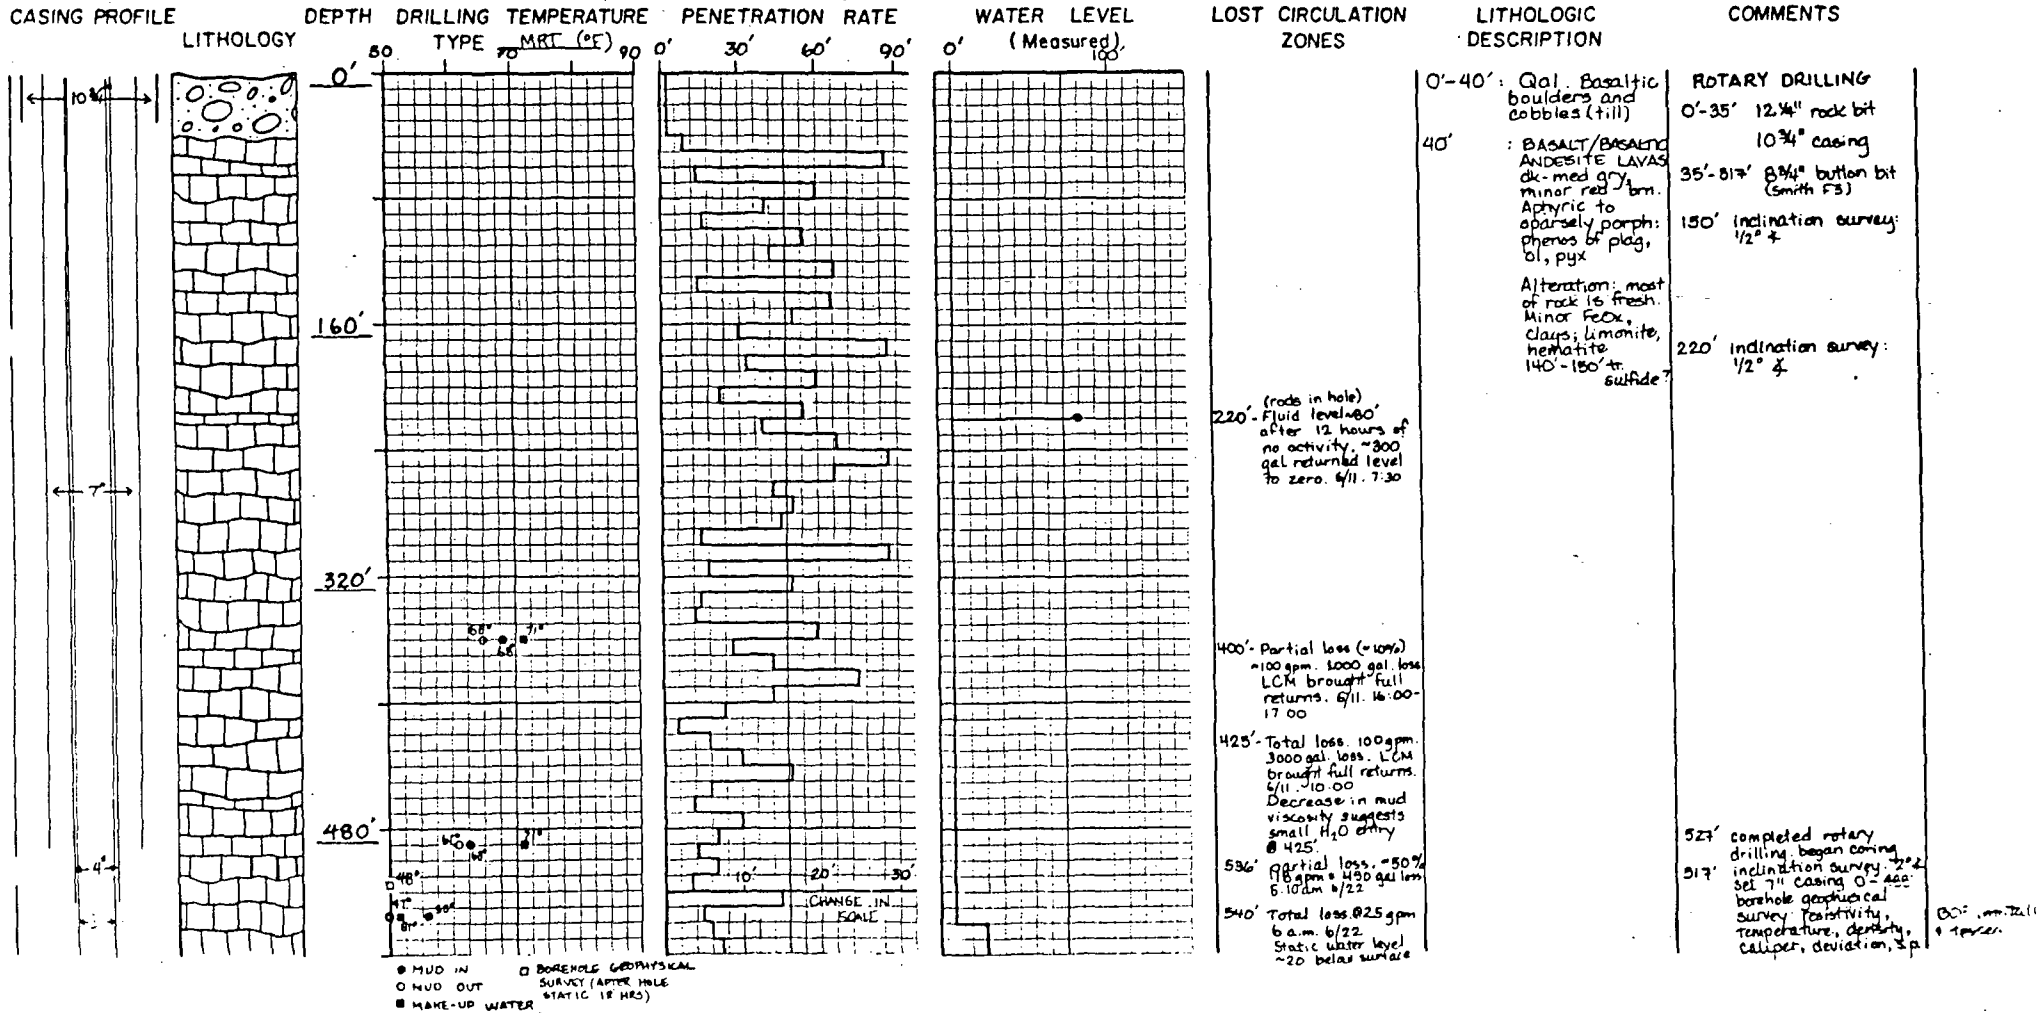 CASING PROFILE
LITHOLOGY
DEPTH
DRILLING TEMPERATURE
TYPE MRT (°F)
50 70 90
PENETRATION RATE
0' 30' 60' 90'
WATER LEVEL
(Measured)
0' 100'
LOST CIRCULATION
ZONES
LITHOLOGIC
DESCRIPTION
COMMENTS
10 3/4"
7"
4"
0'
160'
320'
480'
68°
68°
71°
71°
48°
47°
10' 20' 30'
CHANGE IN
SCALE
● MUD IN
○ MUD OUT
■ MAKE-UP WATER
□ BOREHOLE GEOPHYSICAL
SURVEY (AFTER HOLE
STATIC 12 HRS)
(rods in hole)
220'- Fluid level ~80'
after 12 hours of
no activity. ~300
gal returned level
to zero. 6/11. 7:30
400'- Partial loss (~10%)
~100 gpm. 1000 gal. loss
LCM brought full
returns. 6/11. 16:00-
17:00
425'- Total loss. 100 gpm.
3000 gal. loss. LCM
brought full returns.
6/11. 10:00
Decrease in mud
viscosity suggests
small H2O entry
@ 425'.
536' partial loss. ~50%
gal loss
6/22
540' Total loss @25 gpm
6 a.m. 6/22
Static water level
~20 below surface
0'-40': Qal. Basaltic
boulders and
cobbles (till)
40' : BASALT/BASALTIC
ANDESITE LAVAS
dk-med gry,
minor red-brn.
Aphyric to
sparsely porph:
phenos of plag,
ol, pyx
Alteration: most
of rock is fresh.
Minor FeOx,
clays; limonite,
hematite
140'-150' tr.
sulfide?
ROTARY DRILLING
0'-35' 12 1/4" rock bit
10 3/4" casing
35'-517' 8 3/4" button bit
(Smith F3)
150' inclination survey:
1/2° ∡
220' inclination survey:
1/2° ∡
527' completed rotary
drilling. began coring
517' inclination survey. 2° ∡
set 7" casing 0-
borehole geophysical
survey: resistivity,
temperature, density,
caliper, deviation, s.p.